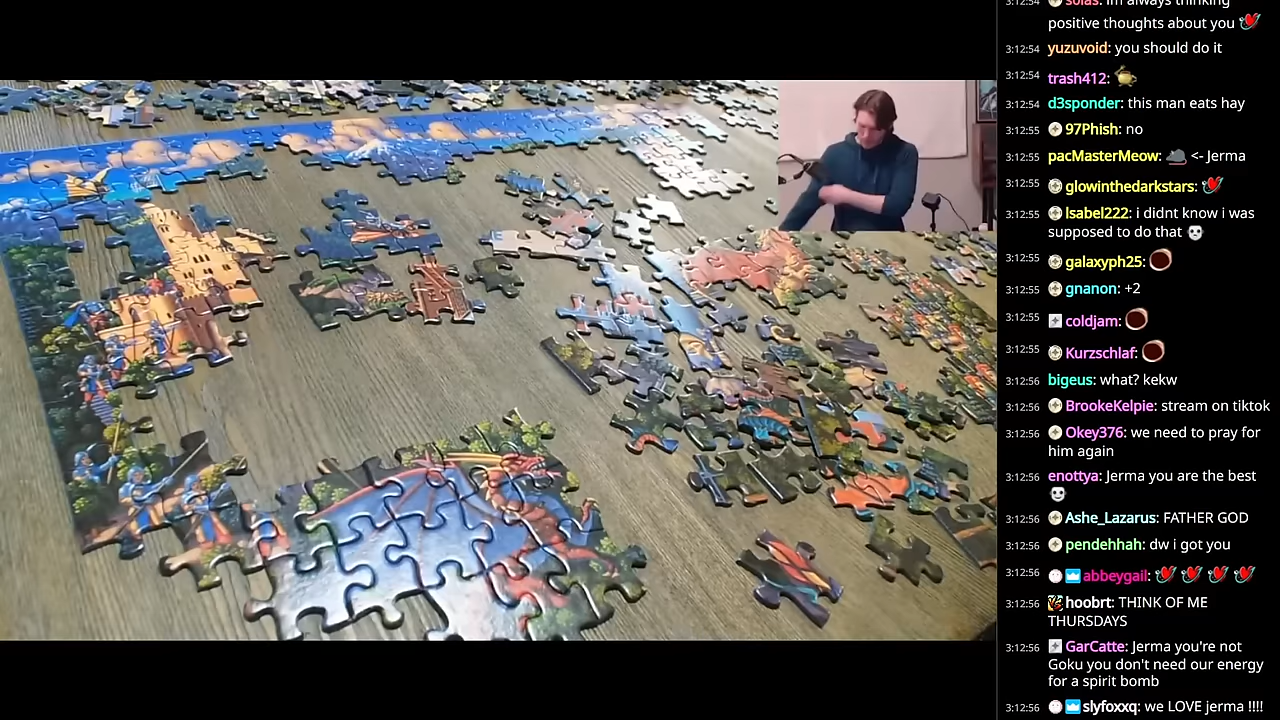 3:12:54 solas: im always thinking
positive thoughts about you
3:12:54 yuzuvoid: you should do it
3:12:54 trash412:
3:12:54 d3sponder: this man eats hay
3:12:55 97Phish: no
3:12:55 pacMasterMeow: <- Jerma
3:12:55 glowinthedarkstars:
3:12:55 Isabel222: i didnt know i was
supposed to do that
3:12:55 galaxyph25:
3:12:55 gnanon: +2
3:12:55 coldjam:
3:12:55 Kurzschlaf:
3:12:56 bigeus: what? kekw
3:12:56 BrookeKelpie: stream on tiktok
3:12:56 Okey376: we need to pray for
him again
3:12:56 enottya: Jerma you are the best
3:12:56 Ashe_Lazarus: FATHER GOD
3:12:56 pendehhah: dw i got you
3:12:56 abbeygail:
3:12:56 hoobrt: THINK OF ME
THURSDAYS
3:12:56 GarCatte: Jerma you're not
Goku you don't need our energy
for a spirit bomb
3:12:56 slyfoxxq: we LOVE jerma !!!!